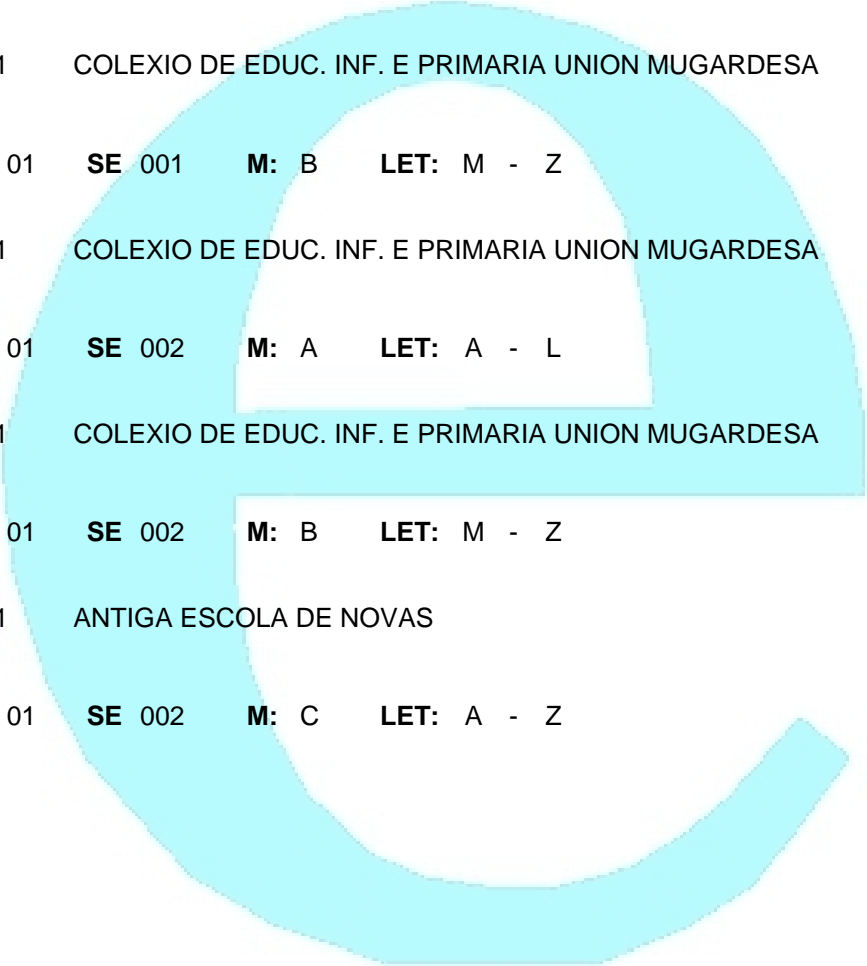 1 COLEXIO DE EDUC. INF. E PRIMARIA UNION MUGARDESA
01 SE 001 M: B LET: M - Z
1 COLEXIO DE EDUC. INF. E PRIMARIA UNION MUGARDESA
01 SE 002 M: A LET: A - L
1 COLEXIO DE EDUC. INF. E PRIMARIA UNION MUGARDESA
01 SE 002 M: B LET: M - Z
1 ANTIGA ESCOLA DE NOVAS
01 SE 002 M: C LET: A - Z